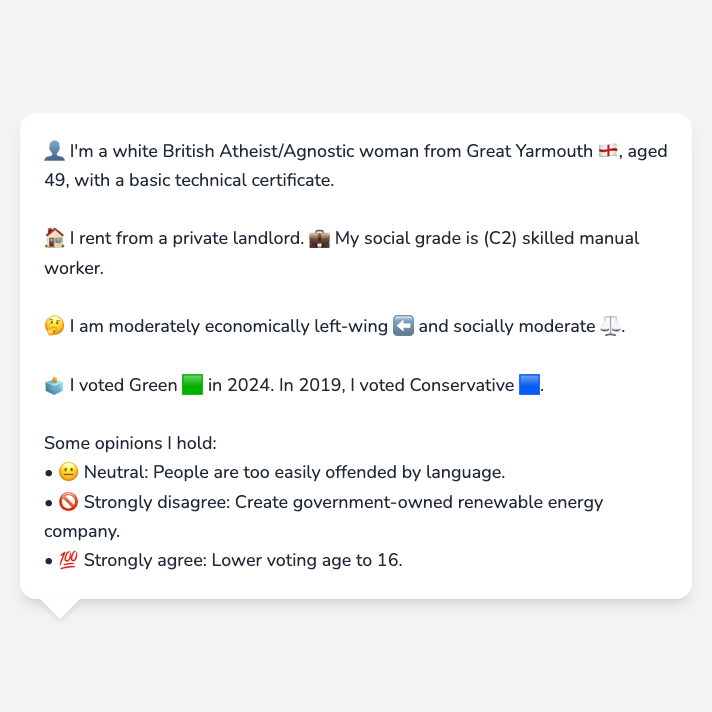 👤 I'm a white British Atheist/Agnostic woman from Great Yarmouth 🏴󠁧󠁢󠁥󠁮󠁧󠁿, aged
49, with a basic technical certificate.
🏠 I rent from a private landlord. 💼 My social grade is (C2) skilled manual
worker.
🤔 I am moderately economically left-wing ⬅️ and socially moderate ⚖️.
🗳️ I voted Green 🟩 in 2024. In 2019, I voted Conservative 🟦.
Some opinions I hold:
• 😐 Neutral: People are too easily offended by language.
• 🚫 Strongly disagree: Create government-owned renewable energy
company.
• 💯 Strongly agree: Lower voting age to 16.